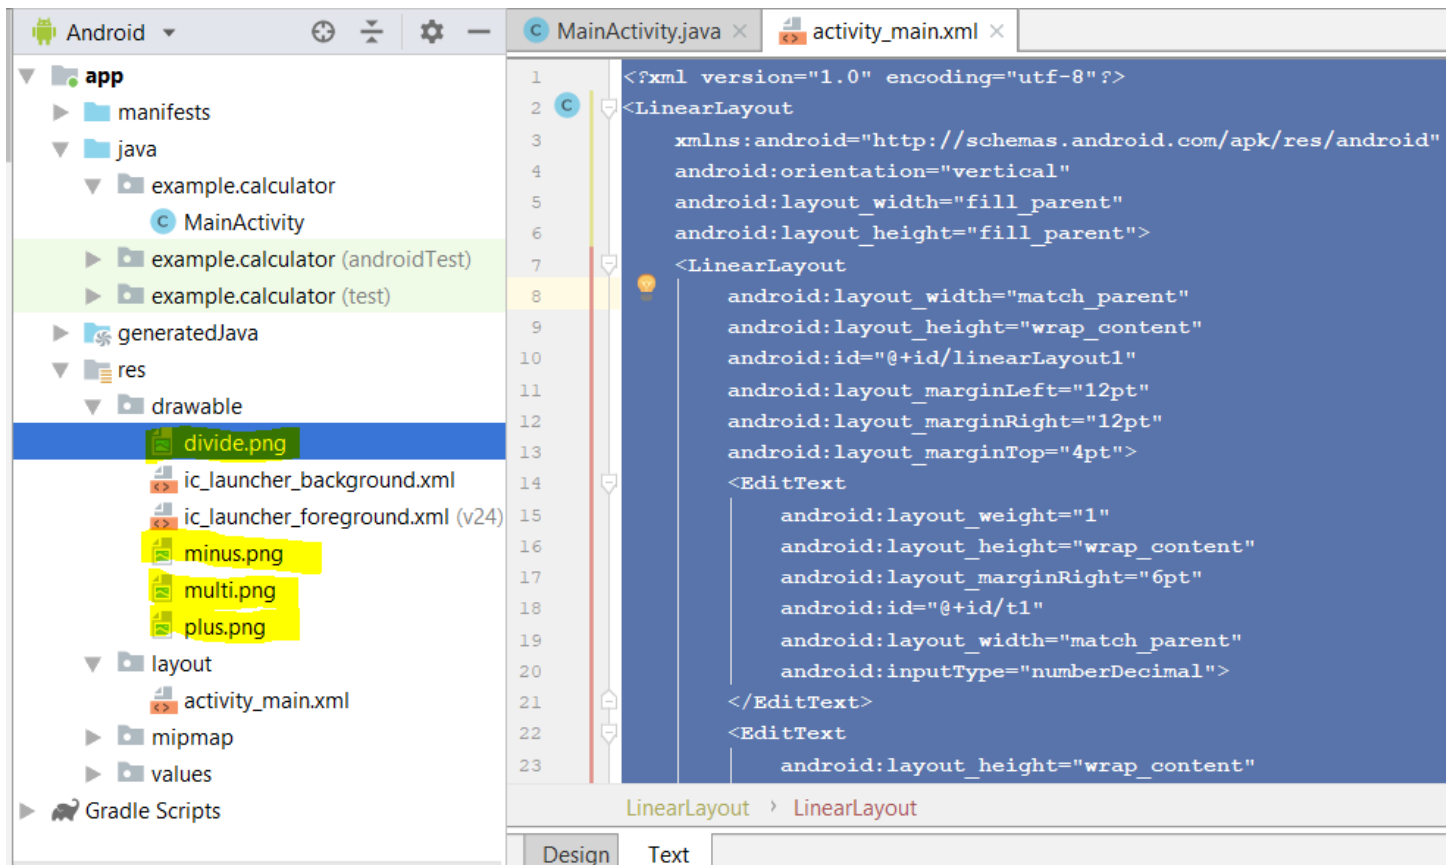 Android
app
manifests
java
example.calculator
C MainActivity
example.calculator (androidTest)
example.calculator (test)
generatedJava
res
drawable
divide.png
ic_launcher_background.xml
ic_launcher_foreground.xml (v24)
minus.png
multi.png
plus.png
layout
activity_main.xml
mipmap
values
Gradle Scripts
C MainActivity.java
activity_main.xml
1 <?xml version="1.0" encoding="utf-8"?>
2 C <LinearLayout
3 xmlns:android="http://schemas.android.com/apk/res/android"
4 android:orientation="vertical"
5 android:layout_width="fill_parent"
6 android:layout_height="fill_parent">
7 <LinearLayout
8 android:layout_width="match_parent"
9 android:layout_height="wrap_content"
10 android:id="@+id/linearLayout1"
11 android:layout_marginLeft="12pt"
12 android:layout_marginRight="12pt"
13 android:layout_marginTop="4pt">
14 <EditText
15 android:layout_weight="1"
16 android:layout_height="wrap_content"
17 android:layout_marginRight="6pt"
18 android:id="@+id/t1"
19 android:layout_width="match_parent"
20 android:inputType="numberDecimal">
21 </EditText>
22 <EditText
23 android:layout_height="wrap_content"
LinearLayout › LinearLayout
Design Text